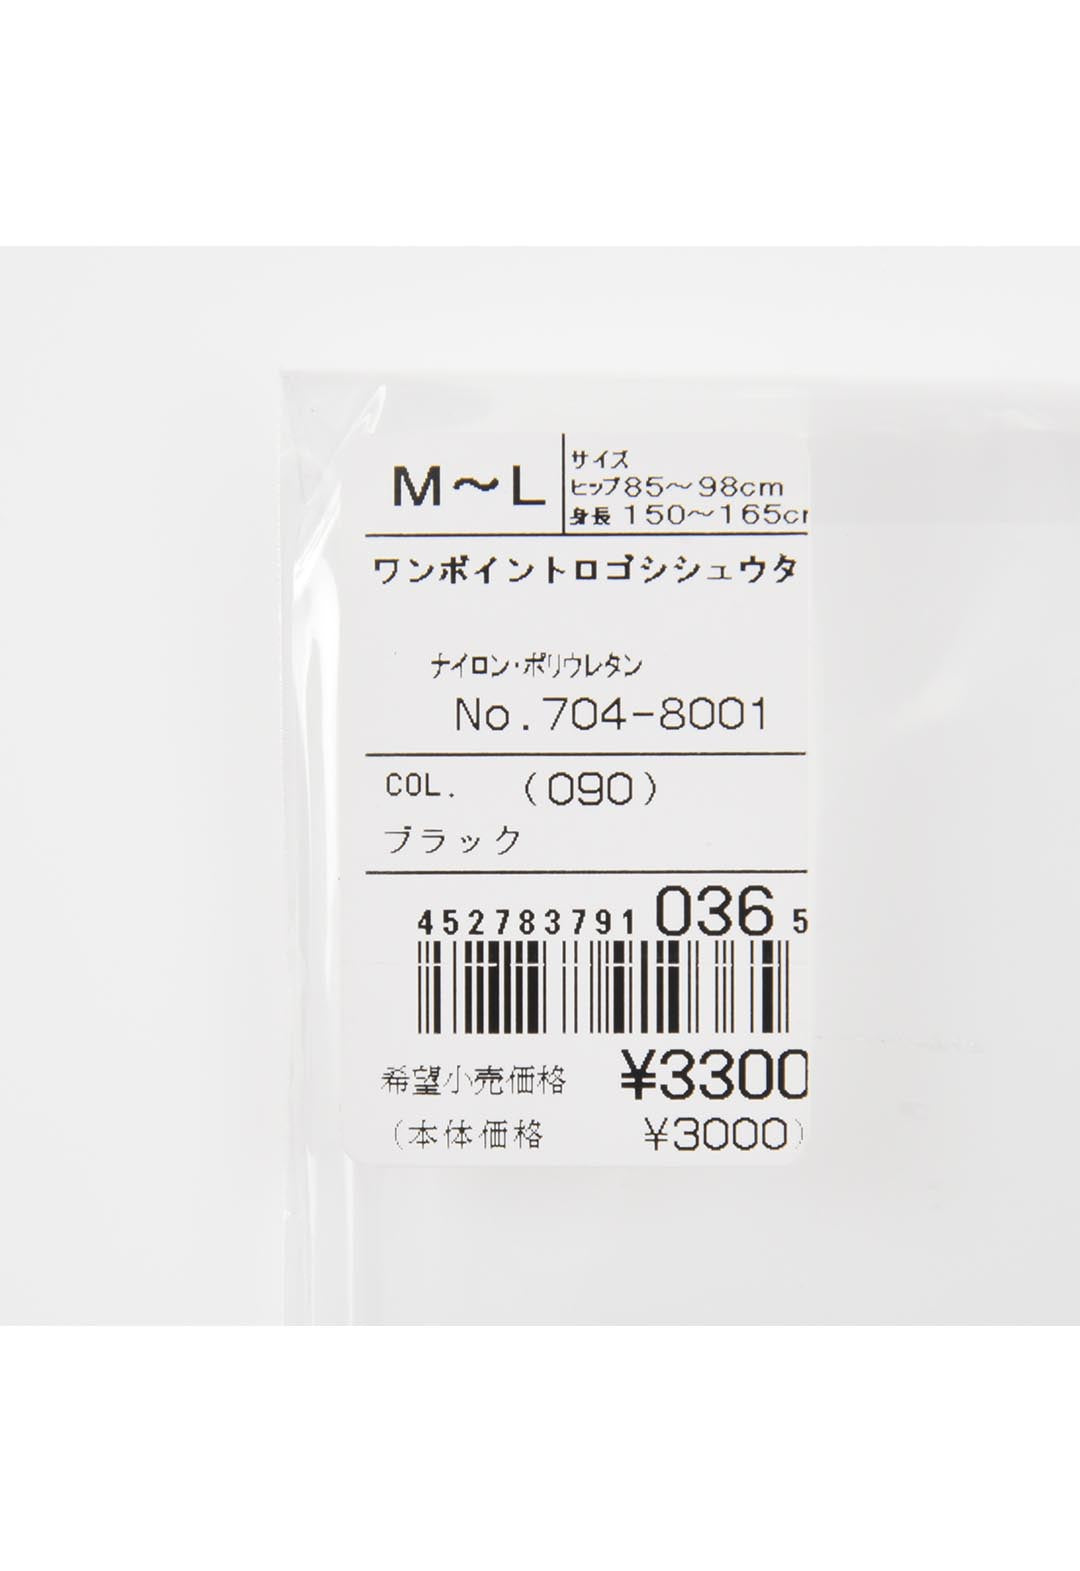 M～L
サイズ
ヒップ85～98cm
身長 150～165cm
ワンポイントロゴシシュウタ
ナイロン・ポリウレタン
No.704-8001
COL. (090)
ブラック
452783791 036 5
希望小売価格 ¥3300
(本体価格 ¥3000)